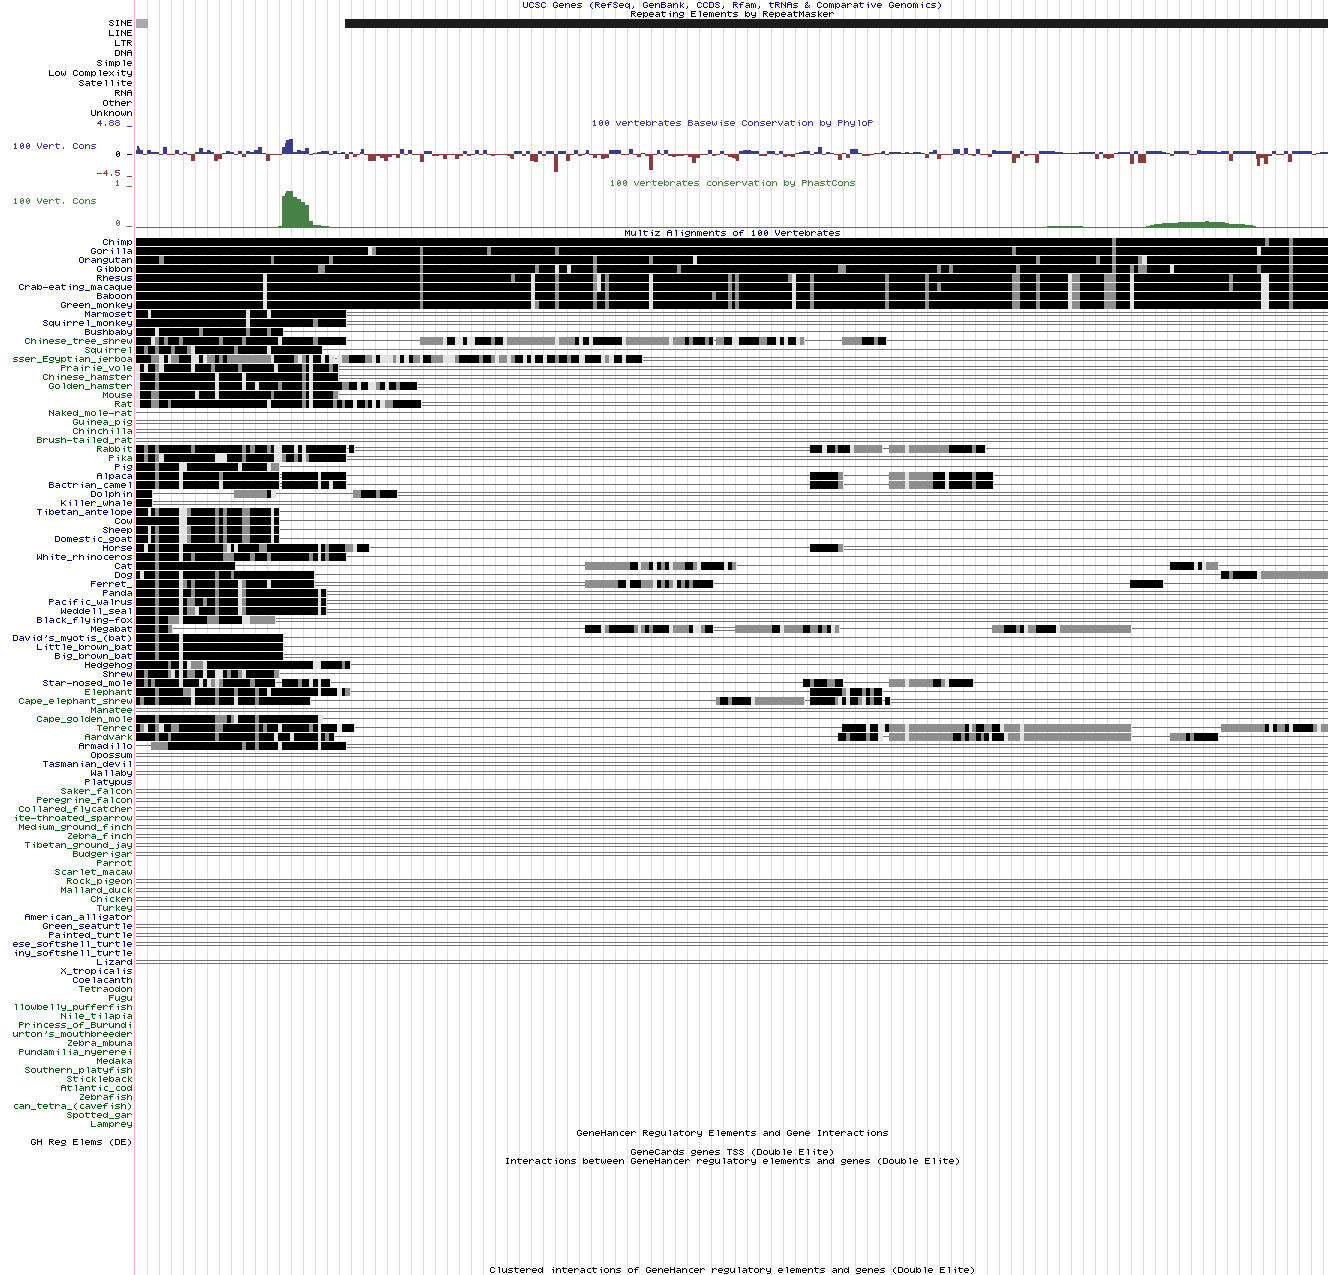 UCSC Genes (RefSeq, GenBank, CCDS, Rfam, tRNAs & Comparative Genomics)
Repeating Elements by RepeatMasker
SINE
LINE
LTR
DNA
Simple
Low Complexity
Satellite
RNA
Other
Unknown
4.88 _
100 vertebrates Basewise Conservation by PhyloP
100 Vert. Cons
0 _
-4.5 _
100 vertebrates conservation by PhastCons
1 _
100 Vert. Cons
0 _
Multiz Alignments of 100 Vertebrates
Chimp
Gorilla
Orangutan
Gibbon
Rhesus
Crab-eating_macaque
Baboon
Green_monkey
Marmoset
Squirrel_monkey
Bushbaby
Chinese_tree_shrew
Squirrel
sser_Egyptian_jerboa
Prairie_vole
Chinese_hamster
Golden_hamster
Mouse
Rat
Naked_mole-rat
Guinea_pig
Chinchilla
Brush-tailed_rat
Rabbit
Pika
Pig
Alpaca
Bactrian_camel
Dolphin
Killer_whale
Tibetan_antelope
Cow
Sheep
Domestic_goat
Horse
White_rhinoceros
Cat
Dog
Ferret_
Panda
Pacific_walrus
Weddell_seal
Black_flying-fox
Megabat
David's_myotis_(bat)
Little_brown_bat
Big_brown_bat
Hedgehog
Shrew
Star-nosed_mole
Elephant
Cape_elephant_shrew
Manatee
Cape_golden_mole
Tenrec
Aardvark
Armadillo
Opossum
Tasmanian_devil
Wallaby
Platypus
Saker_falcon
Peregrine_falcon
Collared_flycatcher
ite-throated_sparrow
Medium_ground_finch
Zebra_finch
Tibetan_ground_jay
Budgerigar
Parrot
Scarlet_macaw
Rock_pigeon
Mallard_duck
Chicken
Turkey
American_alligator
Green_seaturtle
Painted_turtle
ese_softshell_turtle
iny_softshell_turtle
Lizard
X_tropicalis
Coelacanth
Tetraodon
Fugu
llowbelly_pufferfish
Nile_tilapia
Princess_of_Burundi
urton's_mouthbreeder
Zebra_mbuna
Pundamilia_nyererei
Medaka
Southern_platyfish
Stickleback
Atlantic_cod
Zebrafish
can_tetra_(cavefish)
Spotted_gar
Lamprey
GeneHancer Regulatory Elements and Gene Interactions
GH Reg Elems (DE)
GeneCards genes TSS (Double Elite)
Interactions between GeneHancer regulatory elements and genes (Double Elite)
Clustered interactions of GeneHancer regulatory elements and genes (Double Elite)